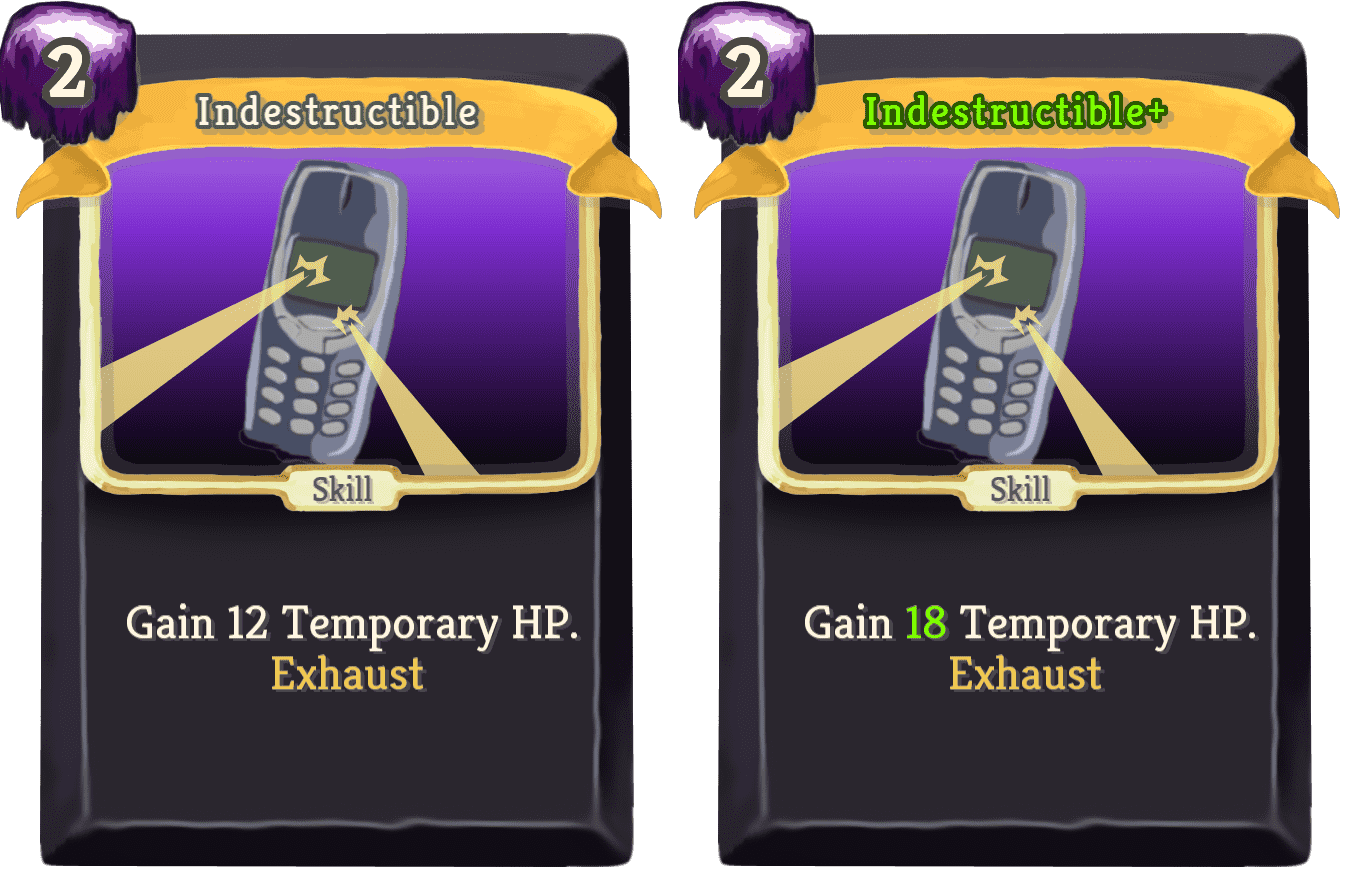 2
Indestructible
Skill
Gain 12 Temporary HP.
Exhaust
2
Indestructible+
Skill
Gain 18 Temporary HP.
Exhaust